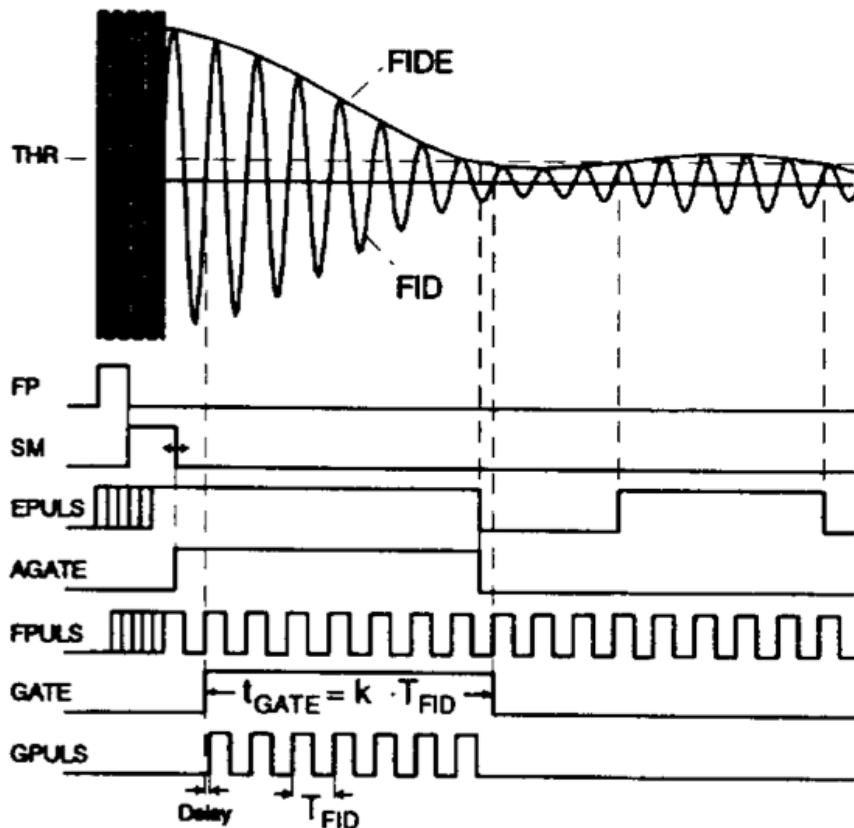 FIDE
THR
FID
FP
SM
EPULS
AGATE
FPULS
GATE
t_GATE = k · T_FID
GPULS
Delay
T_FID